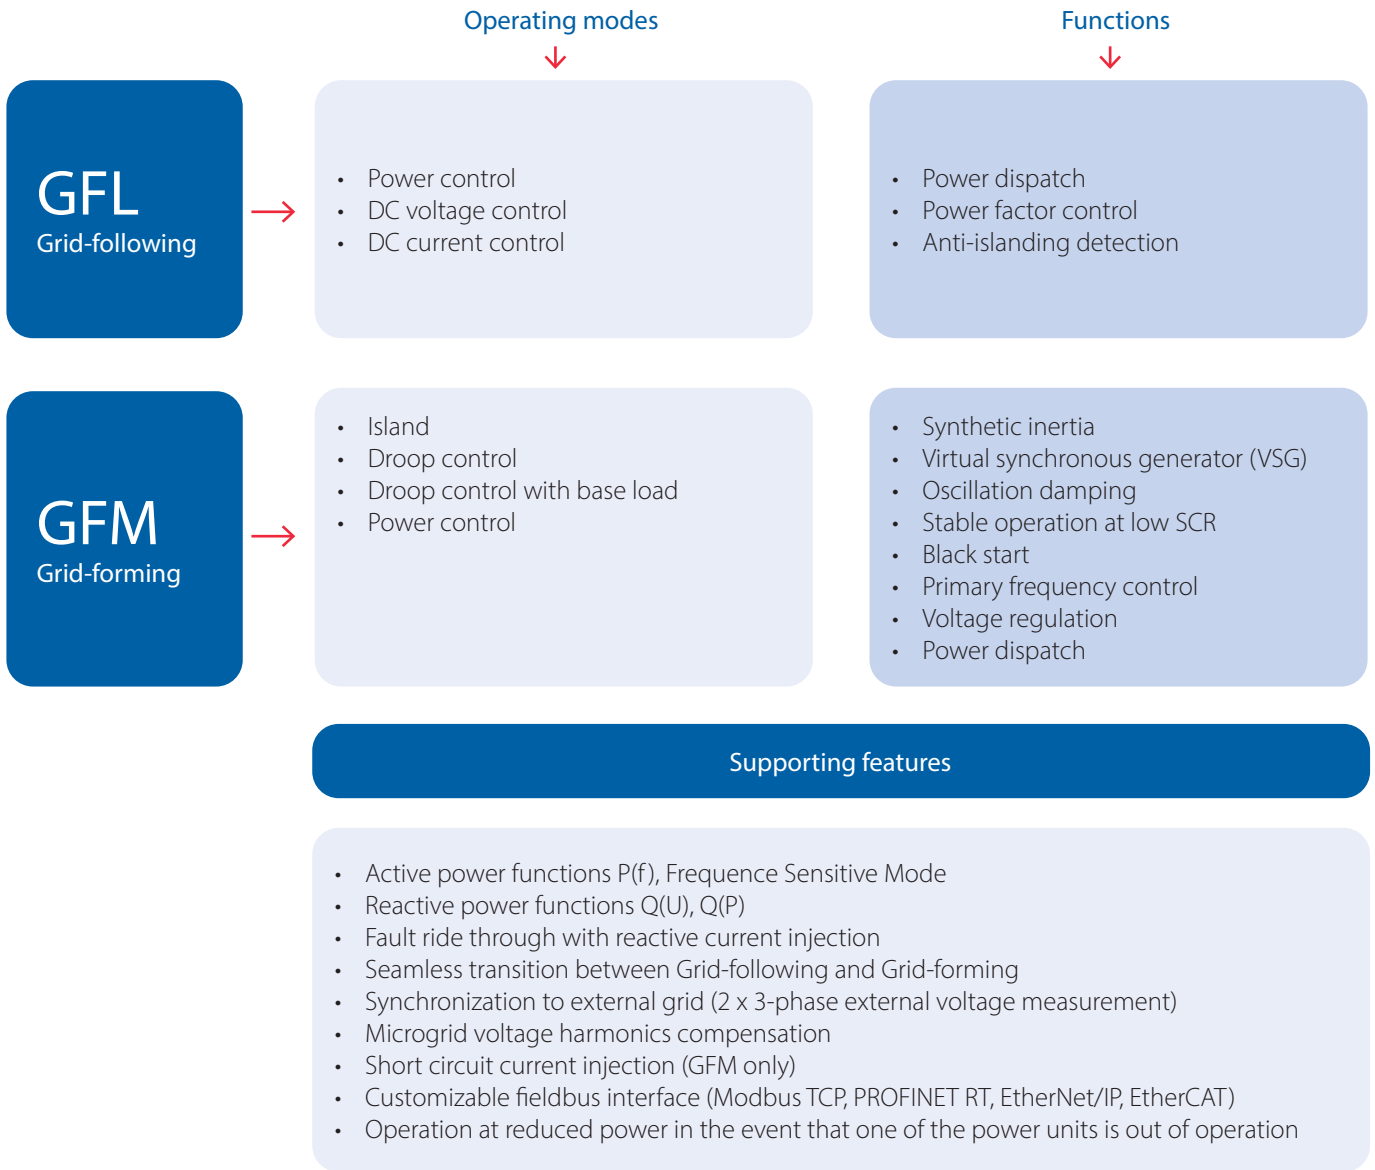 Operating modes
Functions
GFL
Grid-following
• Power control
• DC voltage control
• DC current control
• Power dispatch
• Power factor control
• Anti-islanding detection
GFM
Grid-forming
• Island
• Droop control
• Droop control with base load
• Power control
• Synthetic inertia
• Virtual synchronous generator (VSG)
• Oscillation damping
• Stable operation at low SCR
• Black start
• Primary frequency control
• Voltage regulation
• Power dispatch
Supporting features
• Active power functions P(f), Frequence Sensitive Mode
• Reactive power functions Q(U), Q(P)
• Fault ride through with reactive current injection
• Seamless transition between Grid-following and Grid-forming
• Synchronization to external grid (2 x 3-phase external voltage measurement)
• Microgrid voltage harmonics compensation
• Short circuit current injection (GFM only)
• Customizable fieldbus interface (Modbus TCP, PROFINET RT, EtherNet/IP, EtherCAT)
• Operation at reduced power in the event that one of the power units is out of operation